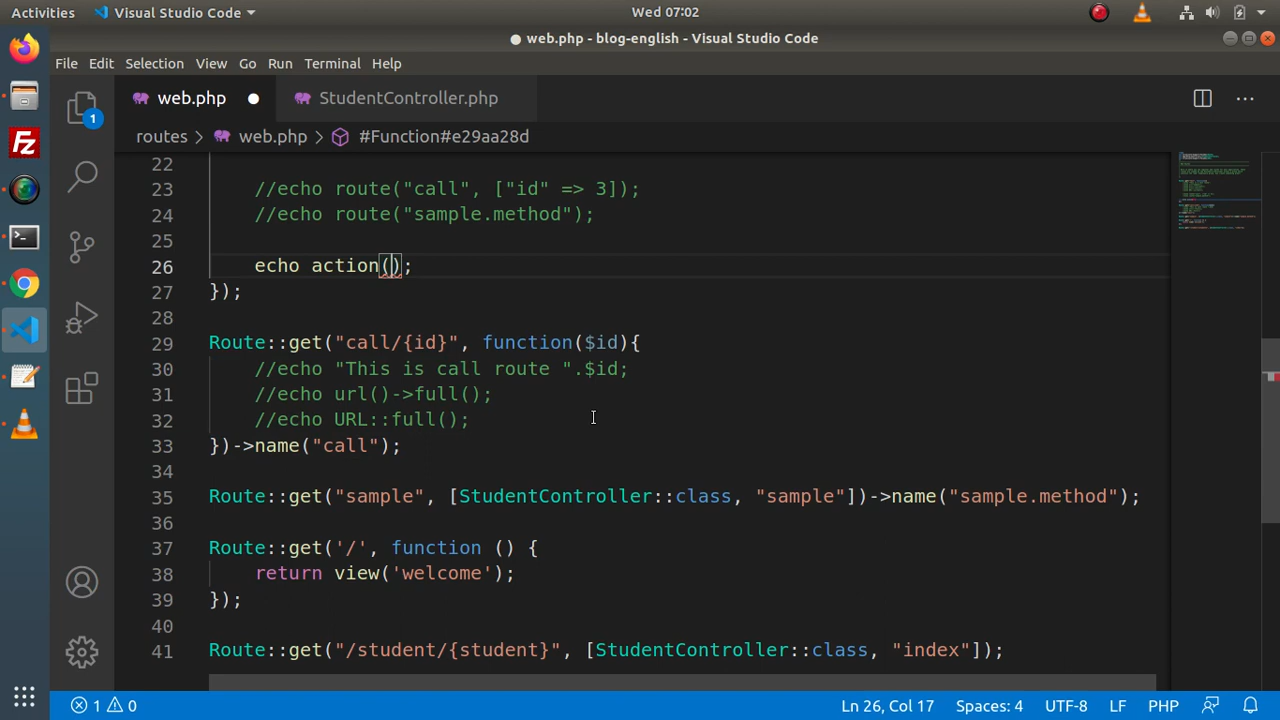 Activities
Visual Studio Code
Wed 07:02
● web.php - blog-english - Visual Studio Code
File Edit Selection View Go Run Terminal Help
web.php ●
StudentController.php
routes > web.php > #Function#e29aa28d
1
22
23 //echo route("call", ["id" => 3]);
24 //echo route("sample.method");
25
26 echo action();
27 });
28
29 Route::get("call/{id}", function($id){
30 //echo "This is call route ".$id;
31 //echo url()->full();
32 //echo URL::full();
33 })->name("call");
34
35 Route::get("sample", [StudentController::class, "sample"])->name("sample.method");
36
37 Route::get('/', function () {
38 return view('welcome');
39 });
40
41 Route::get("/student/{student}", [StudentController::class, "index"]);
1 0
Ln 26, Col 17 Spaces: 4 UTF-8 LF PHP